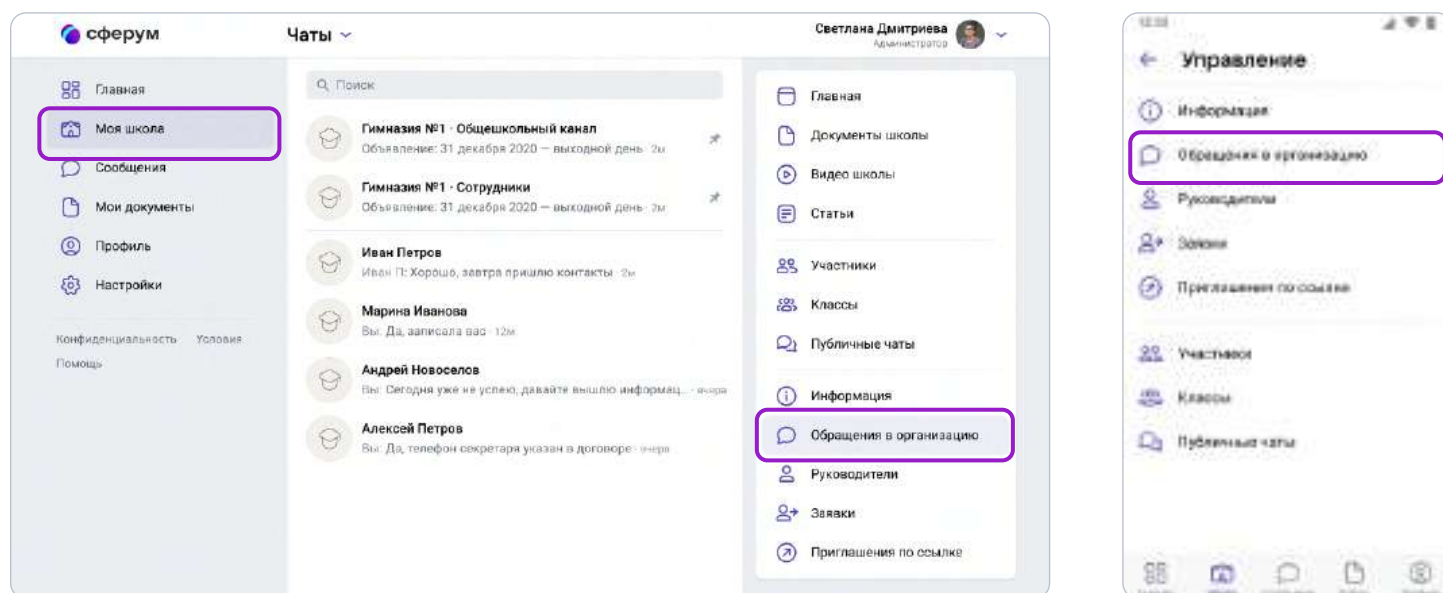 сферум
Чаты
Светлана Дмитриева
Администратор
Главная
Моя школа
Сообщения
Мои документы
Профиль
Настройки
Конфиденциальность Условия
Помощь
Поиск
Гимназия №1 · Общешкольный канал
Объявление: 31 декабря 2020 — выходной день · 2м
Гимназия №1 · Сотрудники
Объявление: 31 декабря 2020 — выходной день · 2м
Иван Петров
Иван П: Хорошо, завтра пришлю контакты · 2м
Марина Иванова
Вы: Да, записала вас · 12м
Андрей Новоселов
Вы: Сегодня уже не успею, давайте вышлю информац... · вчера
Алексей Петров
Вы: Да, телефон секретаря указан в договоре · вчера
Главная
Документы школы
Видео школы
Статьи
Участники
Классы
Публичные чаты
Информация
Обращения в организацию
Руководители
Заявки
Приглашения по ссылке
Управление
Информация
Обращения в организацию
Руководители
Заявки
Приглашения по ссылке
Участники
Классы
Публичные чаты